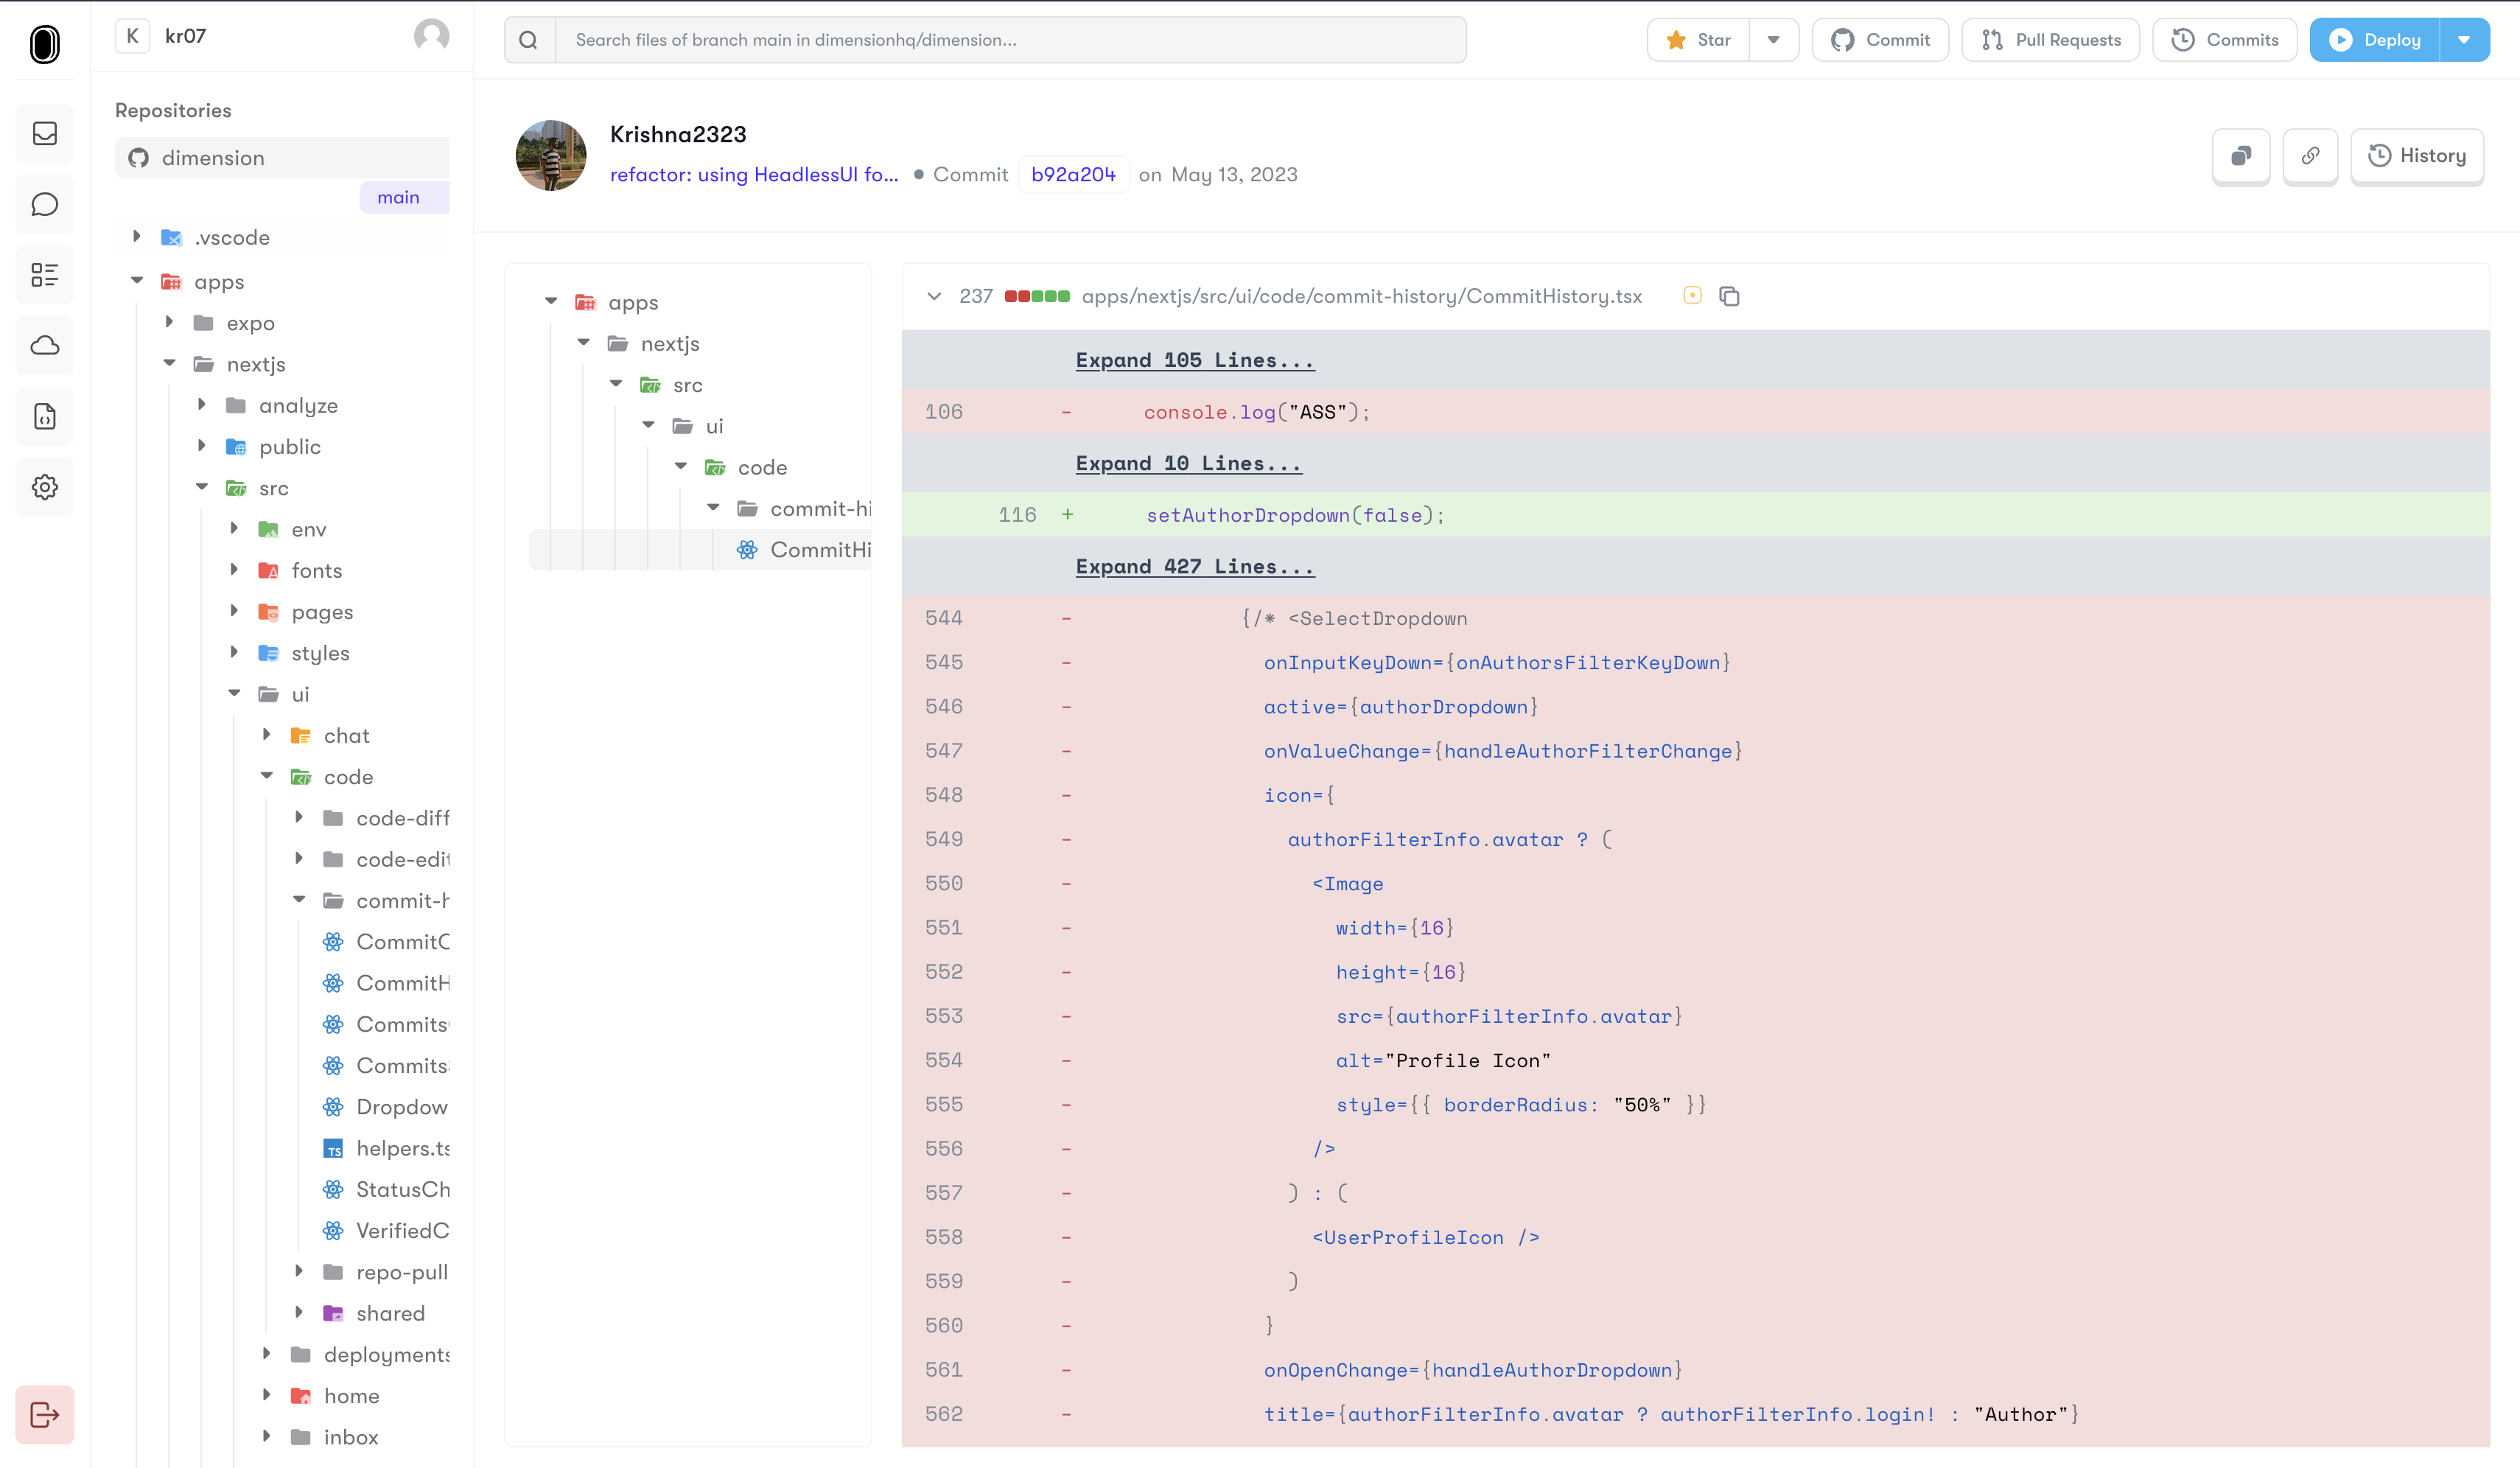 K kr07
Search files of branch main in dimensionhq/dimension...
Star
Commit
Pull Requests
Commits
Deploy
Repositories
dimension
main
.vscode
apps
expo
nextjs
analyze
public
src
env
fonts
pages
styles
ui
chat
code
code-diff
code-edit
commit-h
CommitC
CommitH
Commits
Commits
Dropdow
TS helpers.ts
StatusCh
VerifiedC
repo-pull
shared
deployments
home
inbox
Krishna2323
refactor: using HeadlessUI fo... • Commit b92a204 on May 13, 2023
History
apps
nextjs
src
ui
code
commit-hi
CommitHi
237 apps/nextjs/src/ui/code/commit-history/CommitHistory.tsx
Expand 105 Lines...
106 - console.log("ASS");
Expand 10 Lines...
116 + setAuthorDropdown(false);
Expand 427 Lines...
544 - {/* <SelectDropdown
545 - onInputKeyDown={onAuthorsFilterKeyDown}
546 - active={authorDropdown}
547 - onValueChange={handleAuthorFilterChange}
548 - icon={
549 - authorFilterInfo.avatar ? (
550 - <Image
551 - width={16}
552 - height={16}
553 - src={authorFilterInfo.avatar}
554 - alt="Profile Icon"
555 - style={{ borderRadius: "50%" }}
556 - />
557 - ) : (
558 - <UserProfileIcon />
559 - )
560 - }
561 - onOpenChange={handleAuthorDropdown}
562 - title={authorFilterInfo.avatar ? authorFilterInfo.login! : "Author"}